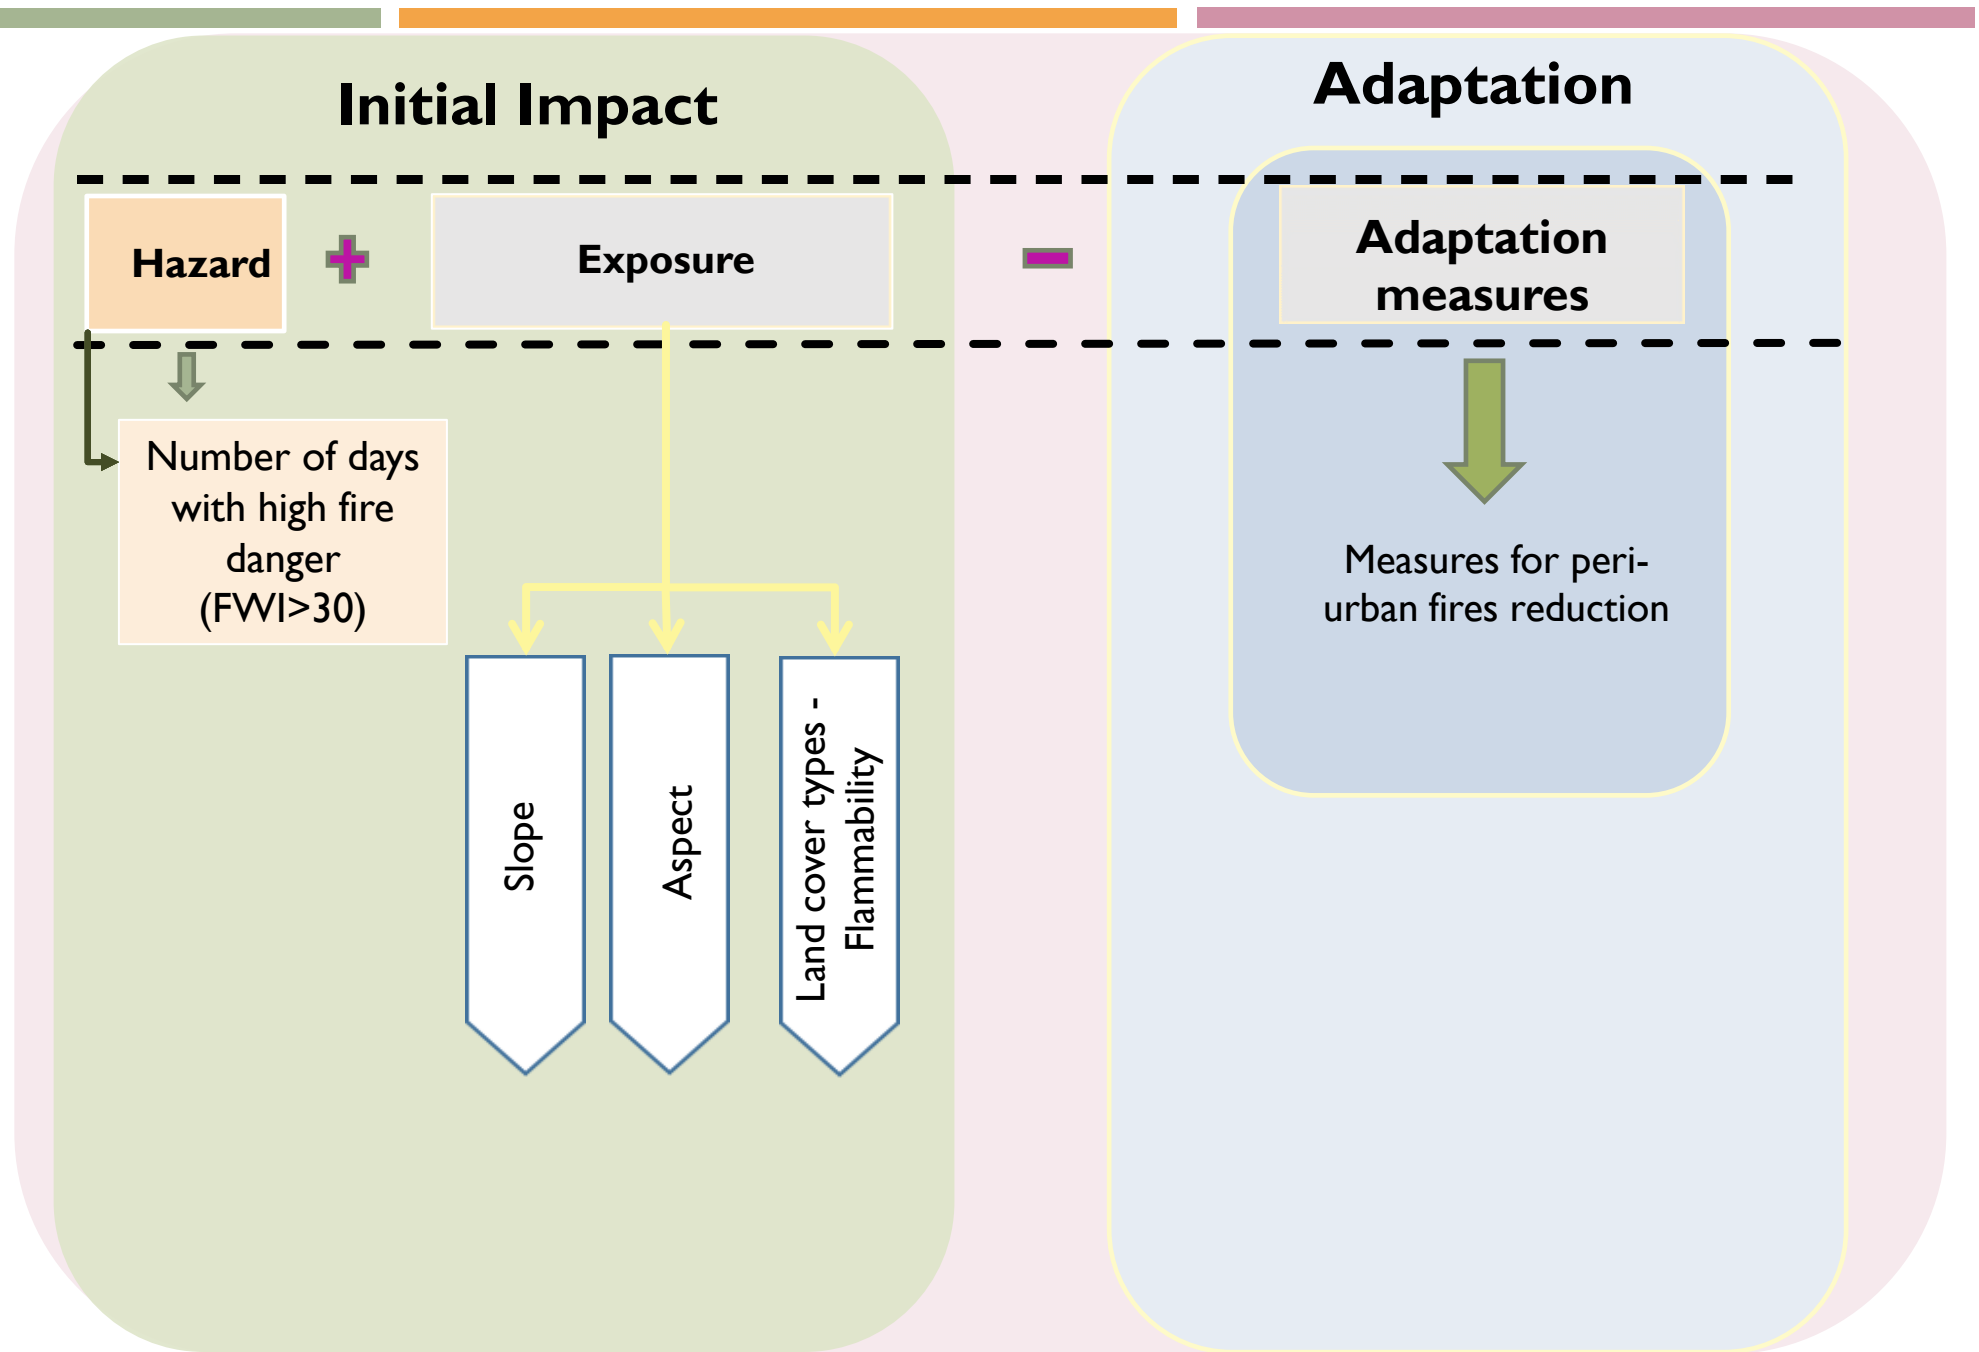 Initial Impact
Adaptation
Hazard
Exposure
Adaptation
measures
Number of days
with high fire
danger
(FWI>30)
Measures for peri-
urban fires reduction
Slope
Aspect
Land cover types -
Flammability